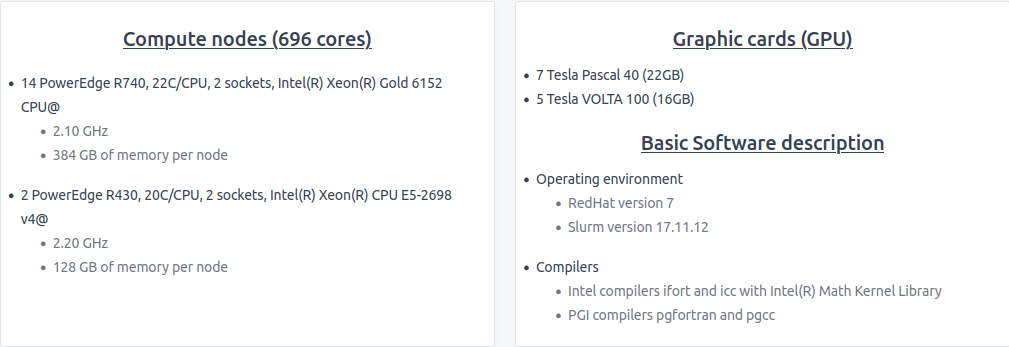 Compute nodes (696 cores)
14 PowerEdge R740, 22C/CPU, 2 sockets, Intel(R) Xeon(R) Gold 6152
CPU@
2.10 GHz
384 GB of memory per node
2 PowerEdge R430, 20C/CPU, 2 sockets, Intel(R) Xeon(R) CPU E5-2698
v4@
2.20 GHz
128 GB of memory per node
Graphic cards (GPU)
7 Tesla Pascal 40 (22GB)
5 Tesla VOLTA 100 (16GB)
Basic Software description
Operating environment
RedHat version 7
Slurm version 17.11.12
Compilers
Intel compilers ifort and icc with Intel(R) Math Kernel Library
PGI compilers pgfortran and pgcc